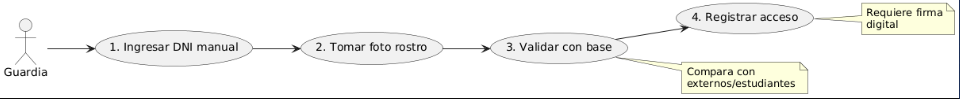 Guardia
1. Ingresar DNI manual
2. Tomar foto rostro
3. Validar con base
4. Registrar acceso
Requiere firma
digital
Compara con
externos/estudiantes